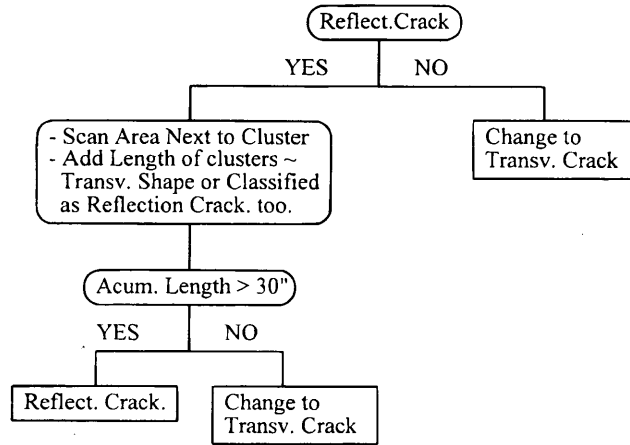 Reflect.Crack
YES
NO
- Scan Area Next to Cluster
- Add Length of clusters ~
Transv. Shape or Classified
as Reflection Crack. too.
Change to
Transv. Crack
Acum. Length > 30"
YES
NO
Reflect. Crack.
Change to
Transv. Crack